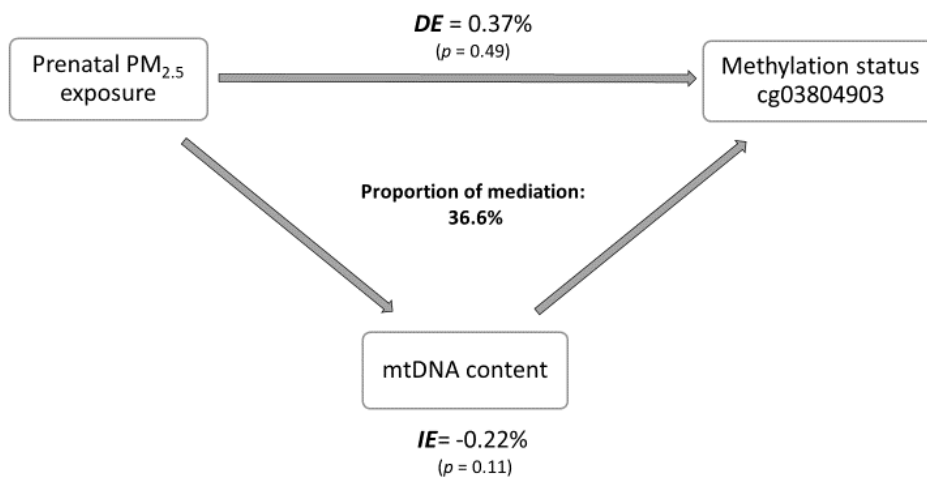 DE = 0.37%
(p = 0.49)
Prenatal PM2.5
exposure
Methylation status
cg03804903
Proportion of mediation:
36.6%
mtDNA content
IE= -0.22%
(p = 0.11)